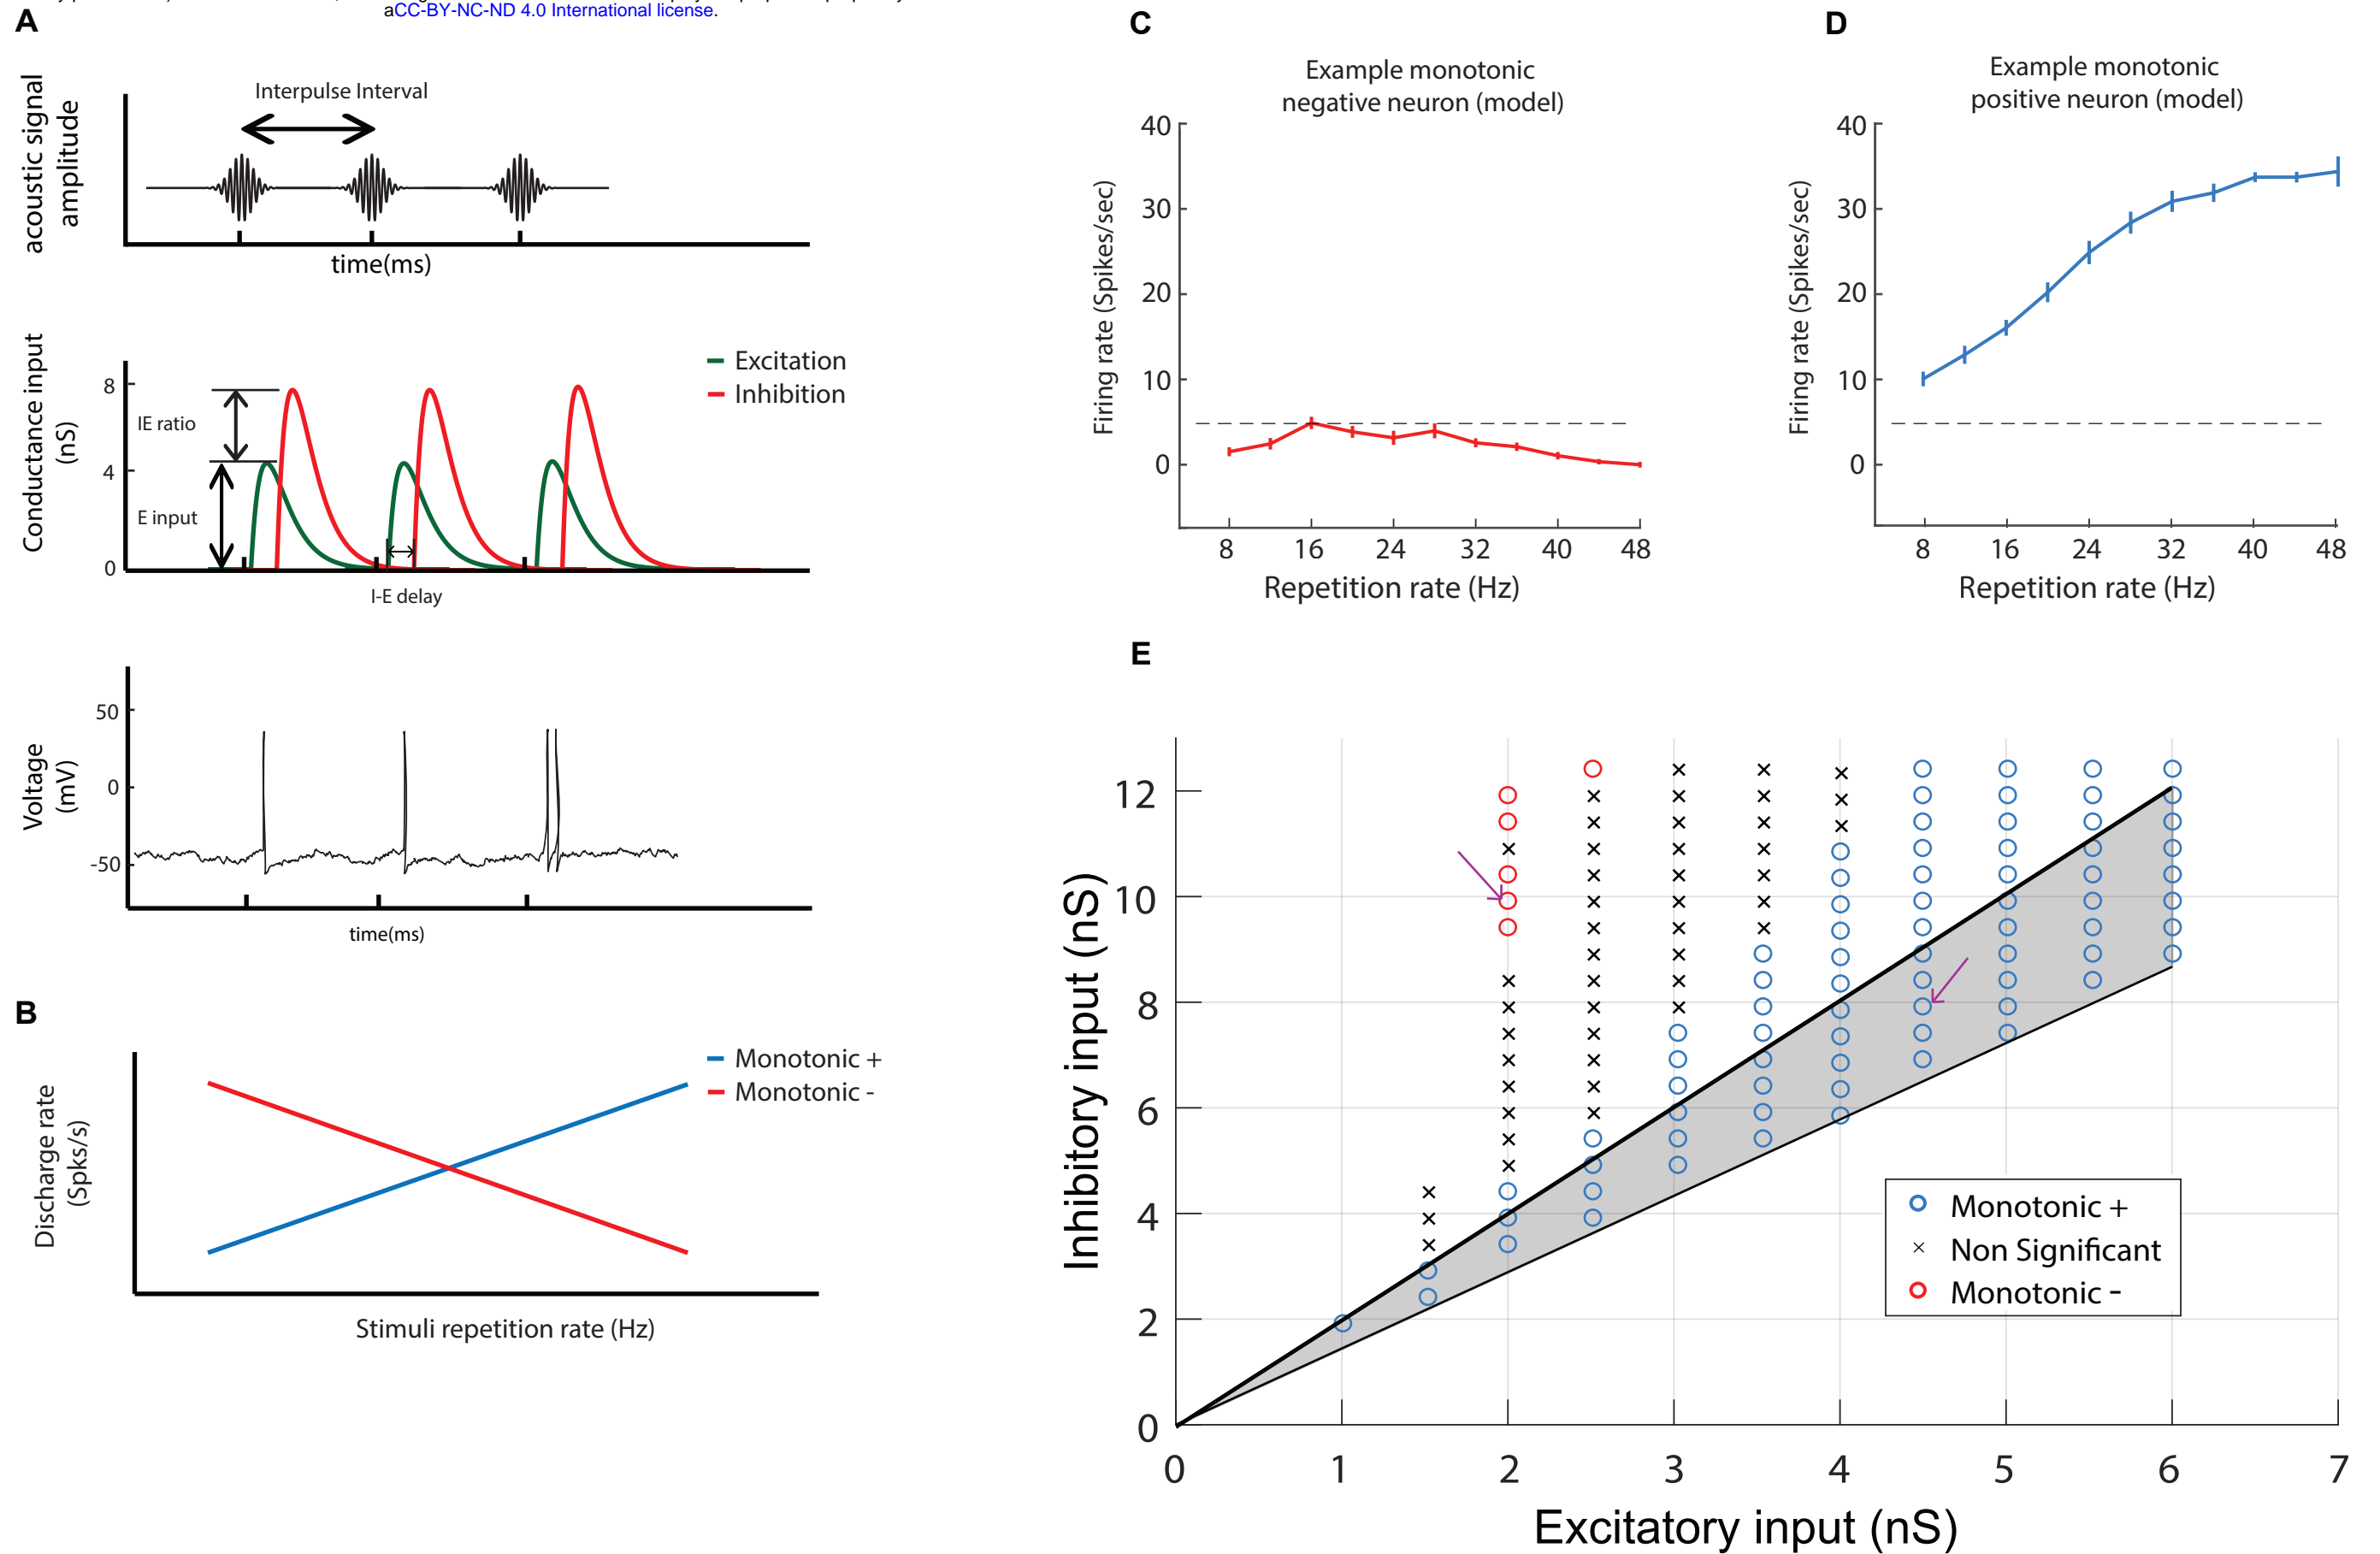 aCC-BY-NC-ND 4.0 International license.
A
acoustic signal
amplitude
Interpulse Interval
time(ms)
Conductance input
(nS)
8
4
0
IE ratio
E input
Excitation
Inhibition
I-E delay
Voltage
(mV)
50
0
-50
time(ms)
B
Discharge rate
(Spks/s)
Monotonic +
Monotonic -
Stimuli repetition rate (Hz)
C
Example monotonic
negative neuron (model)
Firing rate (Spikes/sec)
40
30
20
10
0
8 16 24 32 40 48
Repetition rate (Hz)
D
Example monotonic
positive neuron (model)
Firing rate (Spikes/sec)
40
30
20
10
0
8 16 24 32 40 48
Repetition rate (Hz)
E
Inhibitory input (nS)
12
10
8
6
4
2
0
0 1 2 3 4 5 6 7
Excitatory input (nS)
Monotonic +
Non Significant
Monotonic -